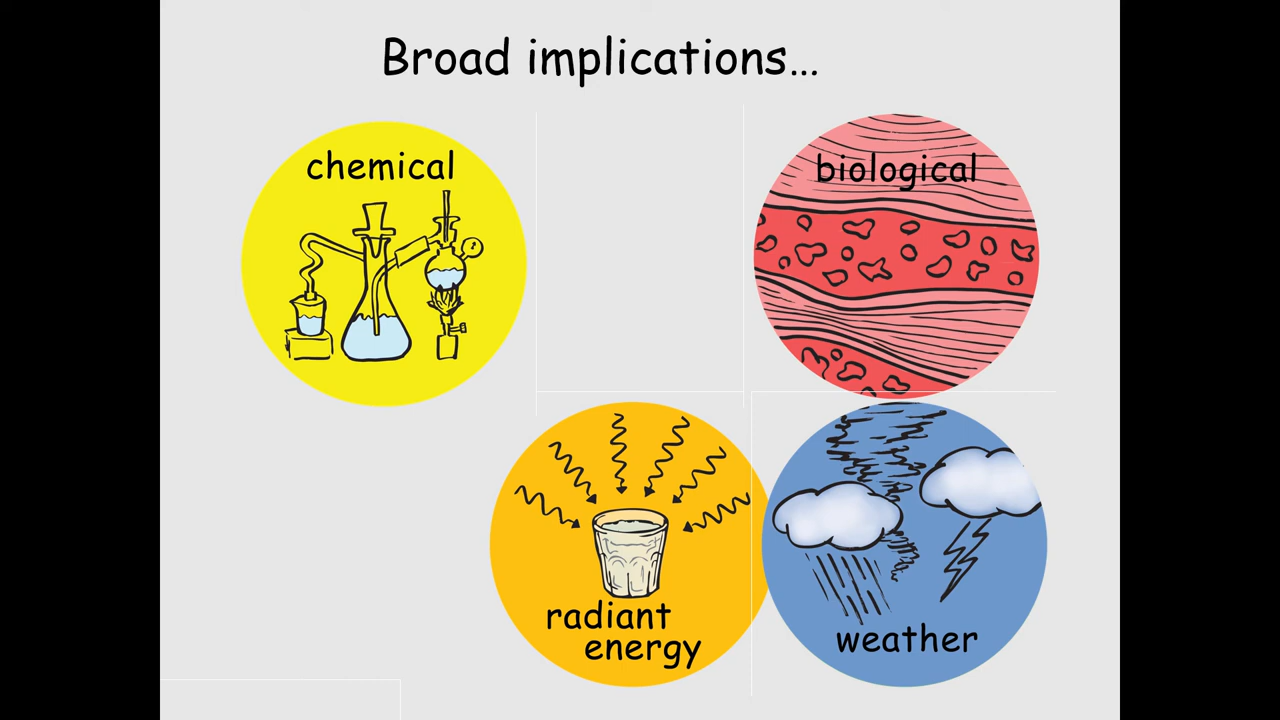 Broad implications…
chemical
biological
radiant
energy
weather